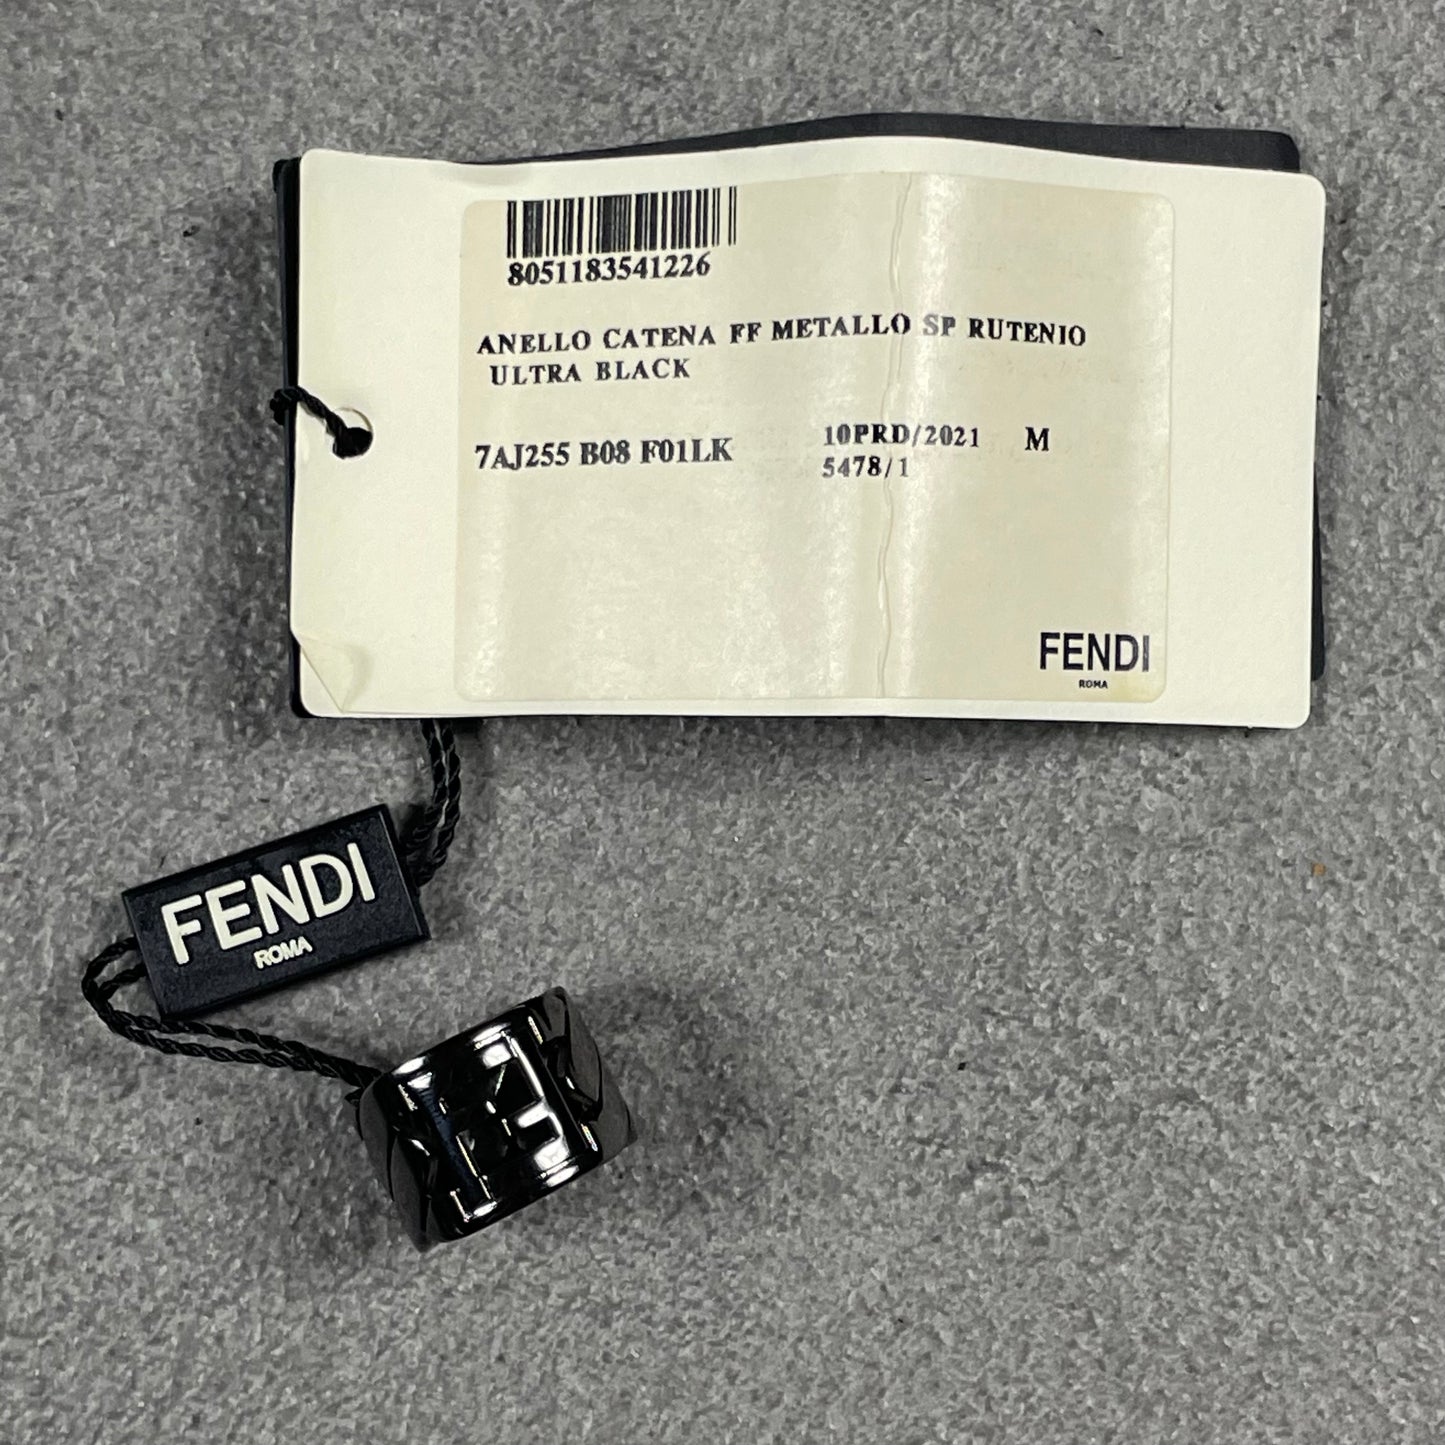 8051183541226
ANELLO CATENA FF METALLO SP RUTENIO
ULTRA BLACK
7AJ255 B08 F01LK 10PRD/2021 M
5478/1
FENDI
ROMA
FENDI
ROMA